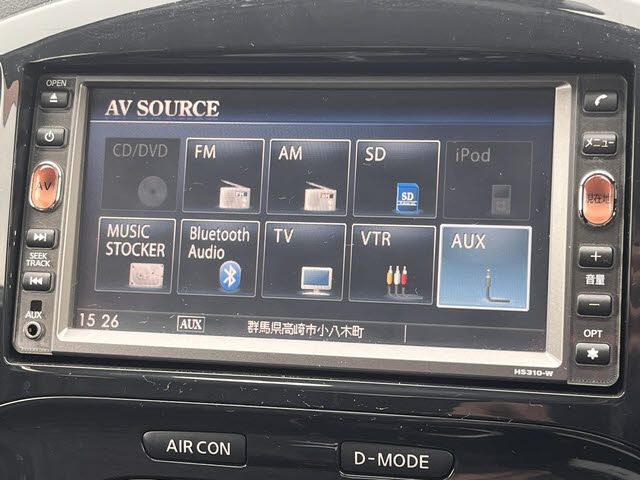 OPEN
AV SOURCE
CD/DVD
FM
AM
SD
iPod
メニュー
AV
SD
現在地
MUSIC
STOCKER
Bluetooth
Audio
TV
VTR
AUX
SEEK
TRACK
音量
AUX
15 26
AUX
群馬県高崎市小八木町
OPT
HS310-W
AIR CON
D-MODE